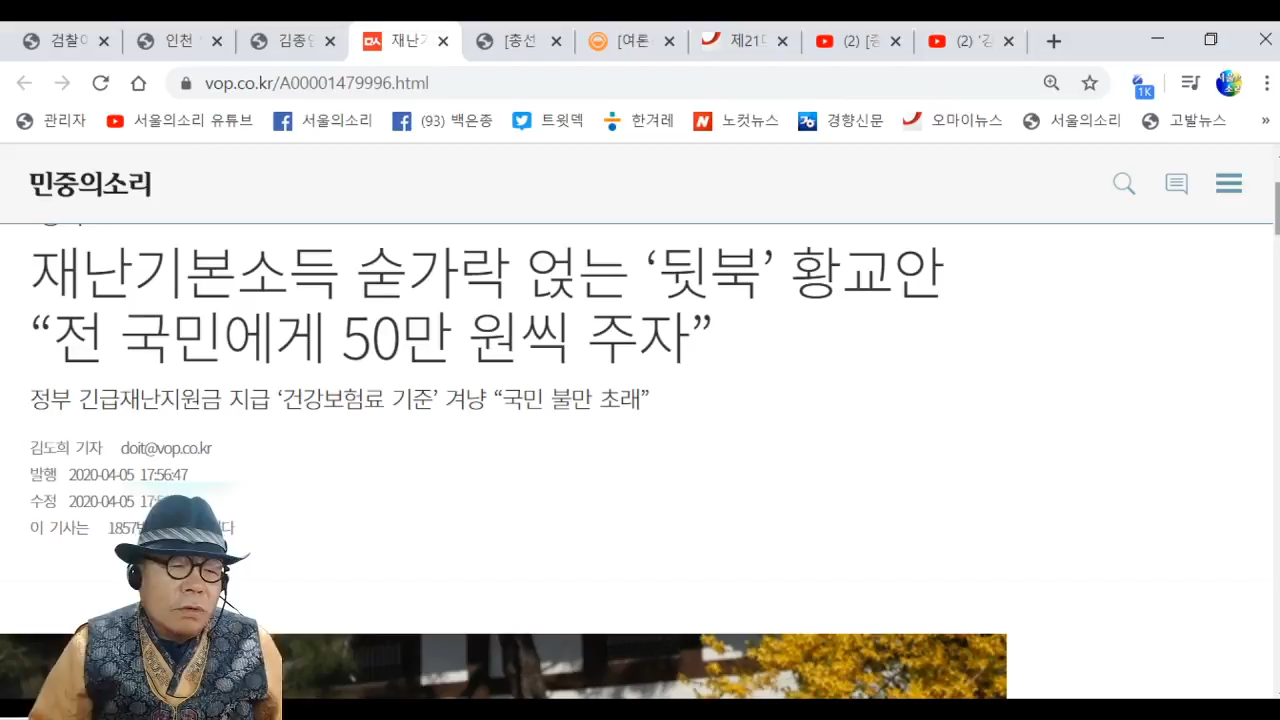 검찰
인천
김종
재난기
[총선
[여론
제21
(2) [
(2) '
vop.co.kr/A00001479996.html
1K
관리자
서울의소리 유튜브
서울의소리
(93) 백은종
트윗덱
한겨레
노컷뉴스
경향신문
오마이뉴스
서울의소리
고발뉴스
»
민중의소리
재난기본소득 숟가락 얹는 ‘뒷북’ 황교안
“전 국민에게 50만 원씩 주자”
정부 긴급재난지원금 지급 ‘건강보험료 기준’ 겨냥 “국민 불만 초래”
김도희 기자 doit@vop.co.kr
발행 2020-04-05 17:56:47
수정 2020-04-05
이 기사는 1857